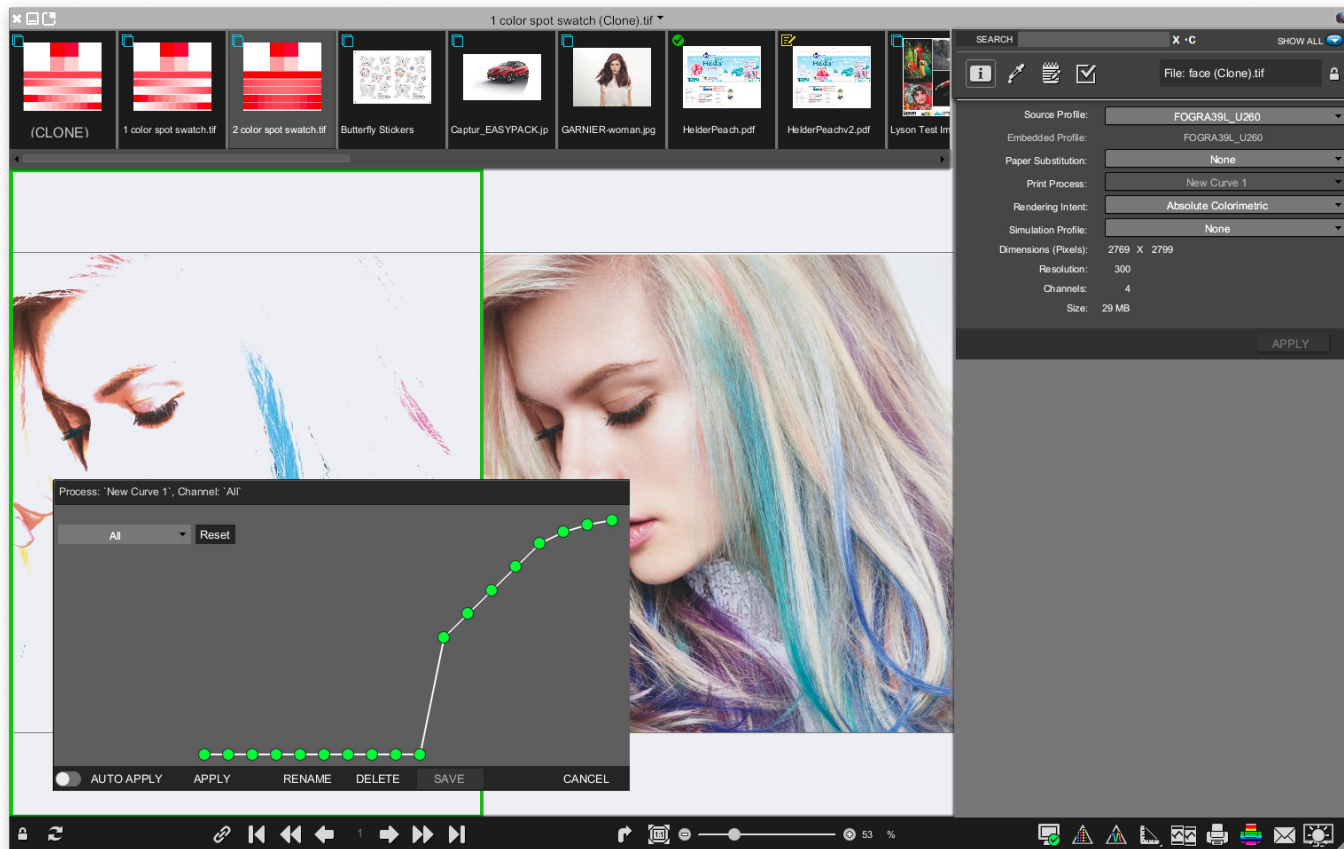 1 color spot swatch (Clone).tif
(CLONE)
1 color spot swatch.tif
2 color spot swatch.tif
Butterfly Stickers
Captur_EASYPACK.jp
GARNIER-woman.jpg
HelderPeach.pdf
HelderPeachv2.pdf
Lyson Test Im
SEARCH
X
C
SHOW ALL
File: face (Clone).tif
Source Profile: FOGRA39L_U260
Embedded Profile: FOGRA39L_U260
Paper Substitution: None
Print Process: New Curve 1
Rendering Intent: Absolute Colorimetric
Simulation Profile: None
Dimensions (Pixels): 2769 X 2799
Resolution: 300
Channels: 4
Size: 29 MB
APPLY
Process: `New Curve 1`, Channel: `All`
All
Reset
AUTO APPLY
APPLY
RENAME
DELETE
SAVE
CANCEL
1
1:1
53 %